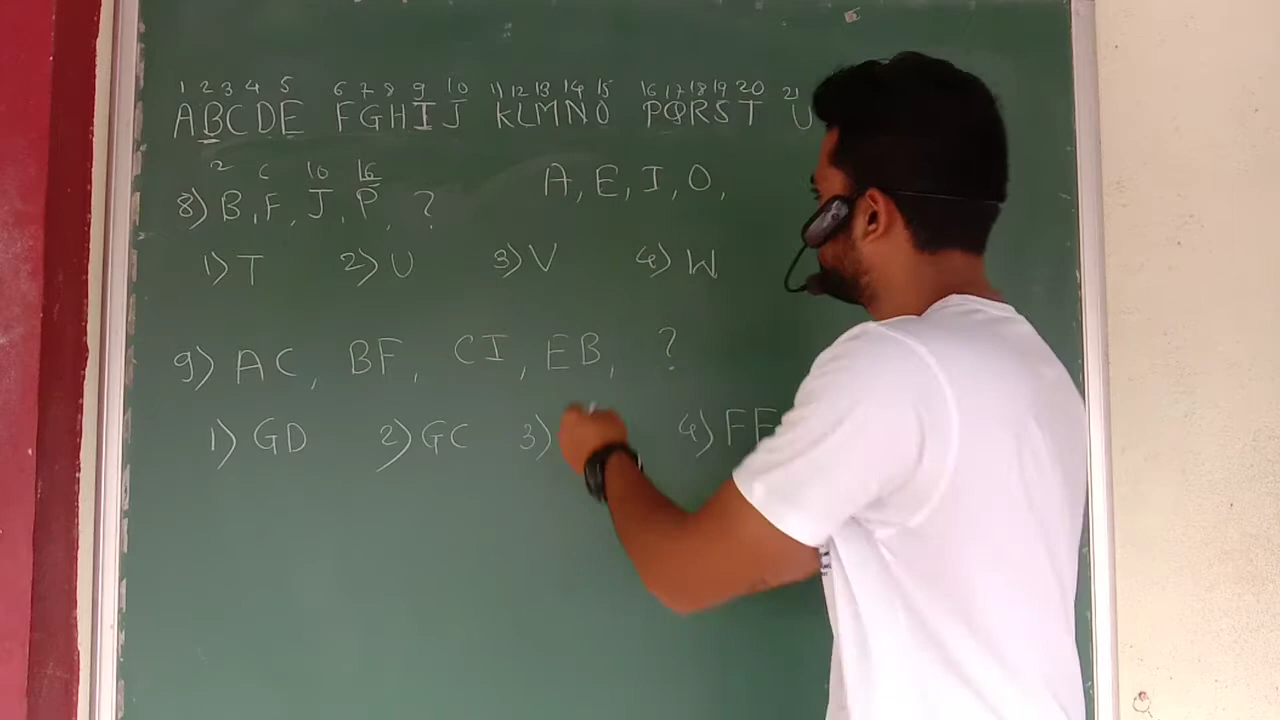 1 2 3 4 5 6 7 8 9 10 11 12 13 14 15 16 17 18 19 20 21
A B C D E F G H I J K L M N O P Q R S T U
2 6 10 16
8) B, F, J, P, ? A, E, I, O,
1) T 2) U 3) V 4) W
9) AC, BF, CI, EB, ?
1) GD 2) GC 3) 4) FE